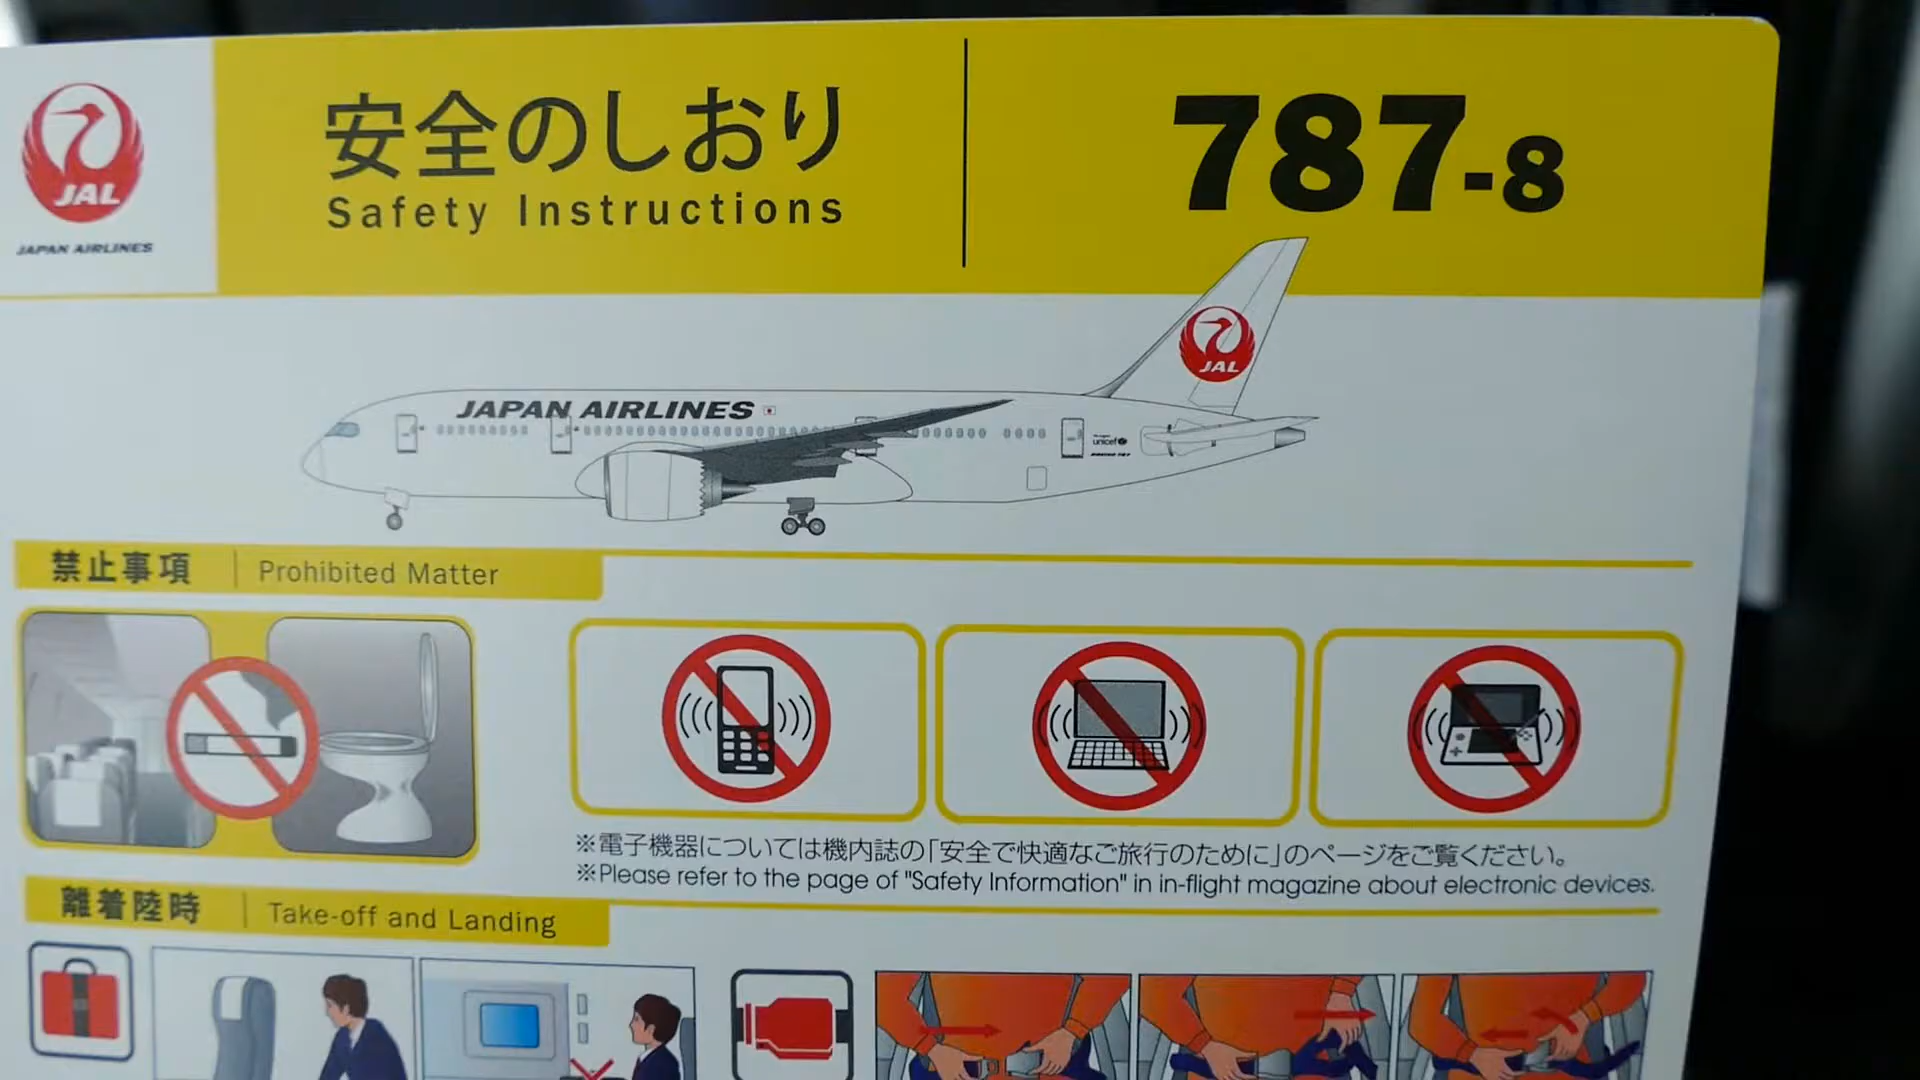 JAL
JAPAN AIRLINES
安全のしおり
Safety Instructions
787-8
JAL
JAPAN AIRLINES
unicef
禁止事項
Prohibited Matter
※電子機器については機内誌の「安全で快適なご旅行のために」のページをご覧ください。
※Please refer to the page of "Safety Information" in in-flight magazine about electronic devices.
離着陸時
Take-off and Landing